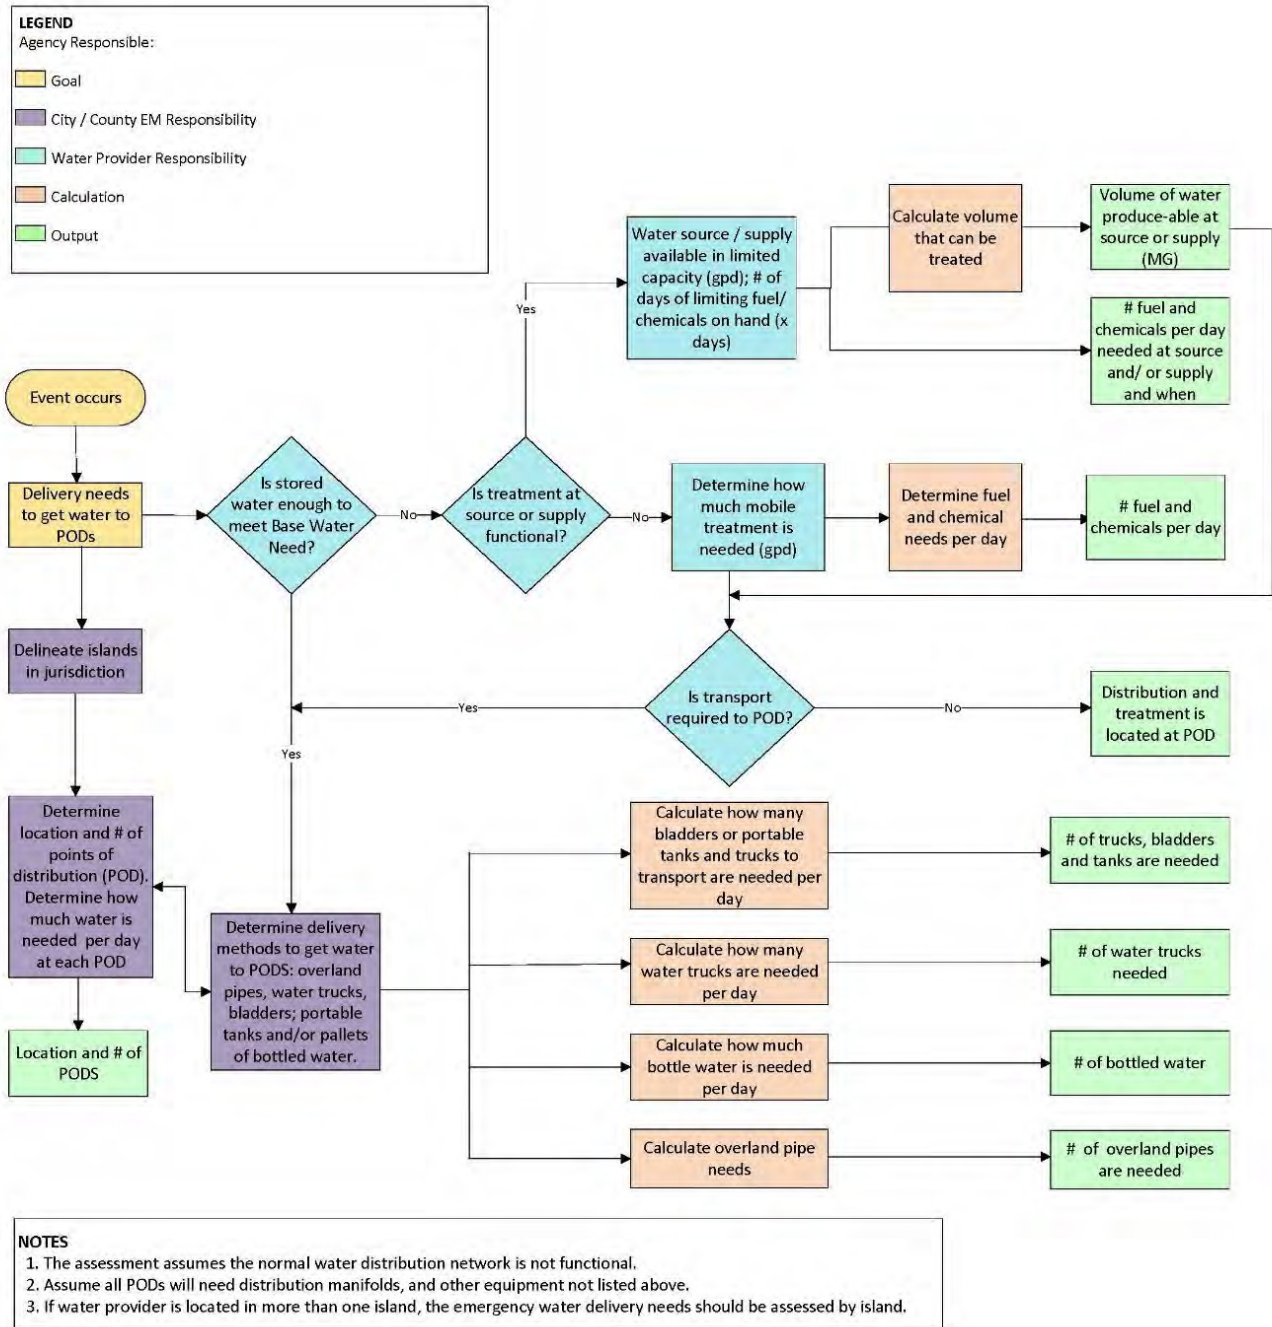 LEGEND
Agency Responsible:
Goal
City / County EM Responsibility
Water Provider Responsibility
Calculation
Output
Water source / supply
available in limited
capacity (gpd); # of
days of limiting fuel/
chemicals on hand (x
days)
Calculate volume
that can be
treated
Volume of water
produce-able at
source or supply
(MG)
# fuel and
chemicals per day
needed at source
and/ or supply
and when
Yes
Event occurs
Delivery needs
to get water to
PODs
Is stored
water enough to
meet Base Water
Need?
No
Is treatment at
source or supply
functional?
No
Determine how
much mobile
treatment is
needed (gpd)
Determine fuel
and chemical
needs per day
# fuel and
chemicals per day
Delineate islands
in jurisdiction
Is transport
required to POD?
Yes
No
Distribution and
treatment is
located at POD
Yes
Determine
location and # of
points of
distribution (POD).
Determine how
much water is
needed per day
at each POD
Determine delivery
methods to get water
to PODS: overland
pipes, water trucks,
bladders; portable
tanks and/or pallets
of bottled water.
Calculate how many
bladders or portable
tanks and trucks to
transport are needed per
day
# of trucks, bladders
and tanks are needed
Calculate how many
water trucks are needed
per day
# of water trucks
needed
Location and # of
PODS
Calculate how much
bottle water is needed
per day
# of bottled water
Calculate overland pipe
needs
# of overland pipes
are needed
NOTES
1. The assessment assumes the normal water distribution network is not functional.
2. Assume all PODs will need distribution manifolds, and other equipment not listed above.
3. If water provider is located in more than one island, the emergency water delivery needs should be assessed by island.